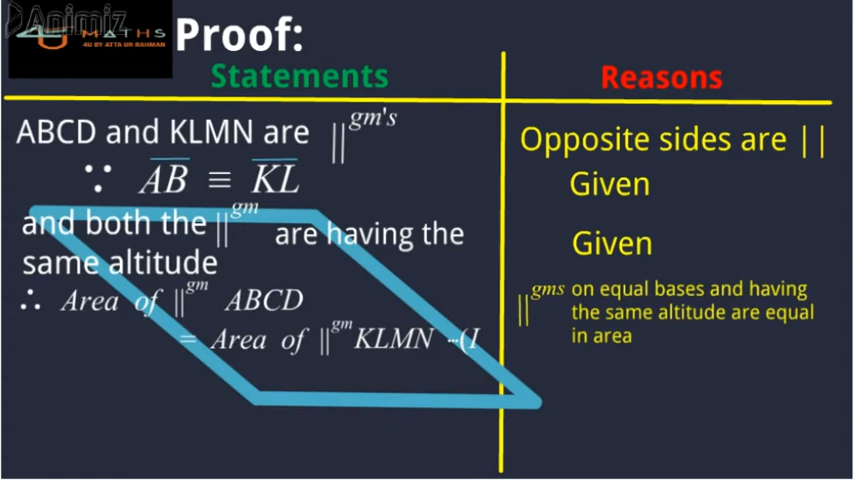 Animiz
4U MATHS
4U BY ATTA UR RAHMAN
Proof:
Statements
Reasons
ABCD and KLMN are ||gm's
Opposite sides are ||
∵ AB ≡ KL
Given
and both the ||gm are having the
same altitude
Given
∴ Area of ||gm ABCD
= Area of ||gm KLMN ···(I
||gms on equal bases and having
the same altitude are equal
in area